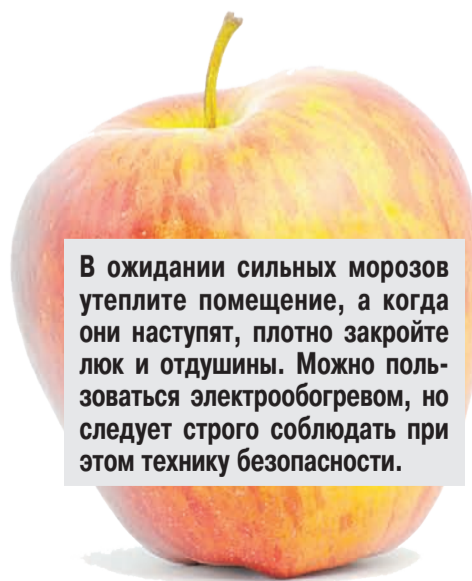 В ожидании сильных морозов
утеплите помещение, а когда
они наступят, плотно закройте
люк и отдушины. Можно поль-
зоваться электрообогревом, но
следует строго соблюдать при
этом технику безопасности.